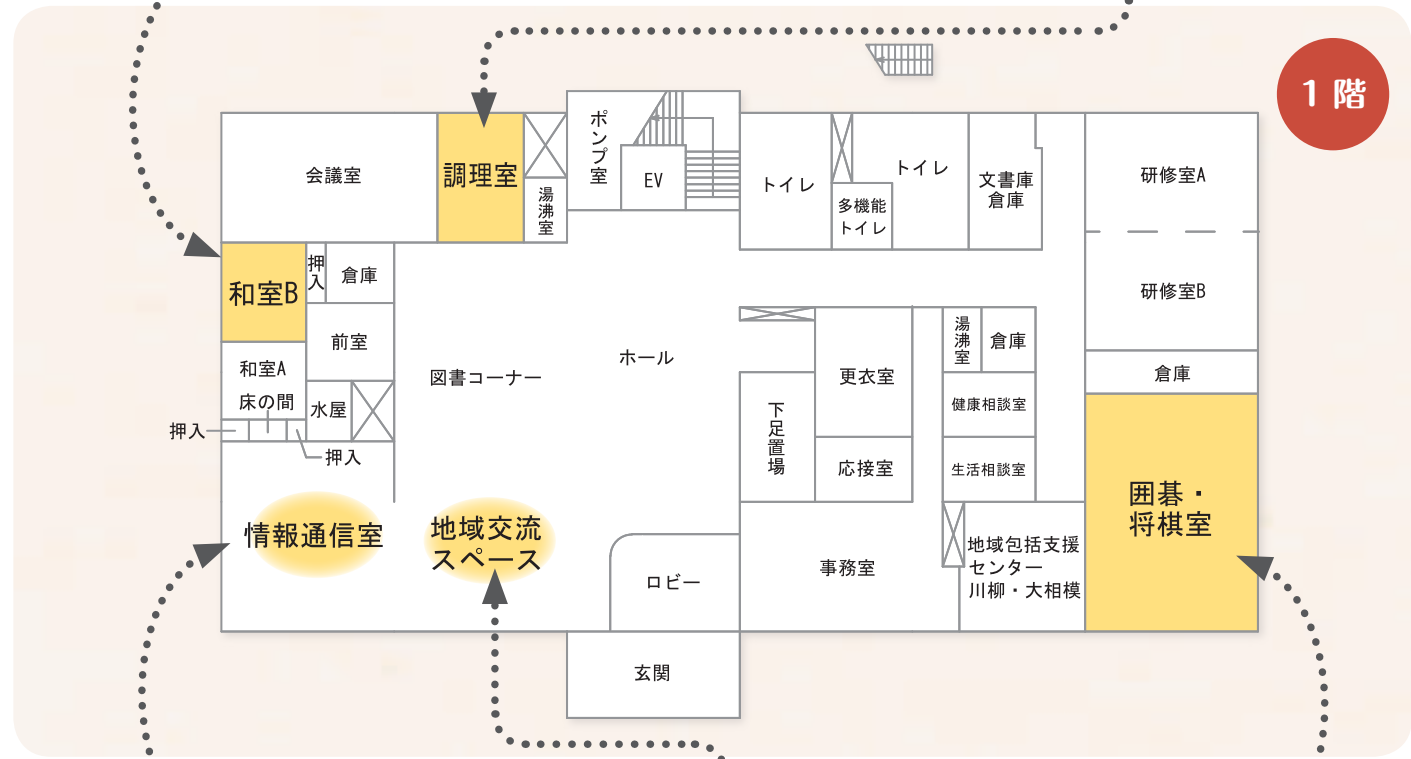 1 階
会議室
調理室
湯沸室
ポンプ室
EV
トイレ
多機能
トイレ
トイレ
文書庫
倉庫
研修室A
研修室B
倉庫
和室B
押入
倉庫
前室
和室A
床の間
水屋
押入
押入
図書コーナー
ホール
更衣室
湯沸室
倉庫
健康相談室
下足置場
応接室
生活相談室
囲碁・
将棋室
情報通信室
地域交流
スペース
ロビー
事務室
地域包括支援
センター
川柳・大相模
玄関